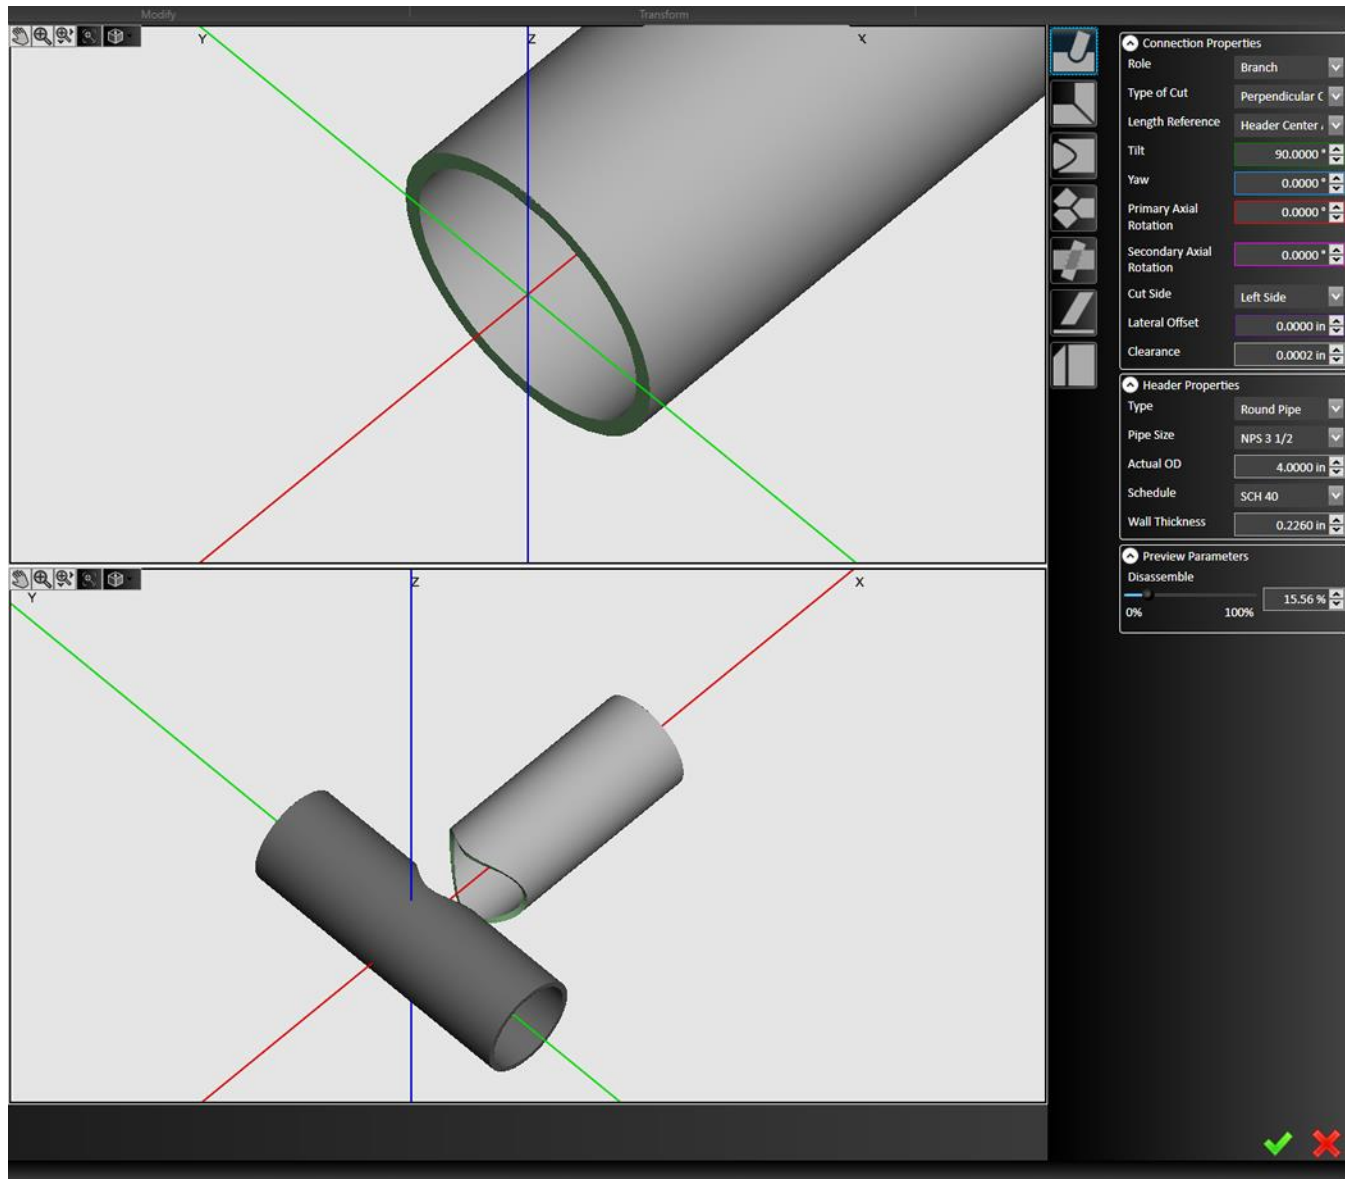 Modify
Transform
Y
Z
X
Connection Properties
Role
Branch
Type of Cut
Perpendicular C
Length Reference
Header Center
Tilt
90.0000 °
Yaw
0.0000 °
Primary Axial
Rotation
0.0000 °
Secondary Axial
Rotation
0.0000 °
Cut Side
Left Side
Lateral Offset
0.0000 in
Clearance
0.0002 in
Header Properties
Type
Round Pipe
Pipe Size
NPS 3 1/2
Actual OD
4.0000 in
Schedule
SCH 40
Wall Thickness
0.2260 in
Preview Parameters
Disassemble
15.56 %
0%
100%
Y
Z
X